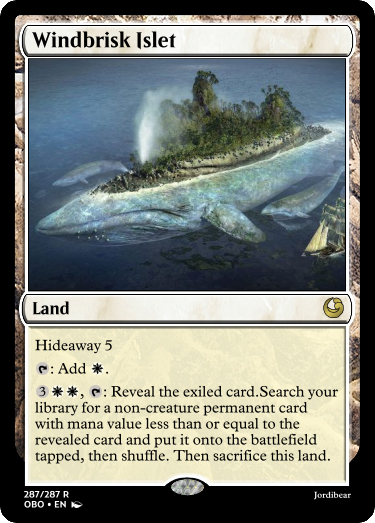 Windbrisk Islet
Land
Hideaway 5
: Add .
3, : Reveal the exiled card.Search your
library for a non-creature permanent card
with mana value less than or equal to the
revealed card and put it onto the battlefield
tapped, then shuffle. Then sacrifice this land.
287/287 R
OBO • EN
Jordibear